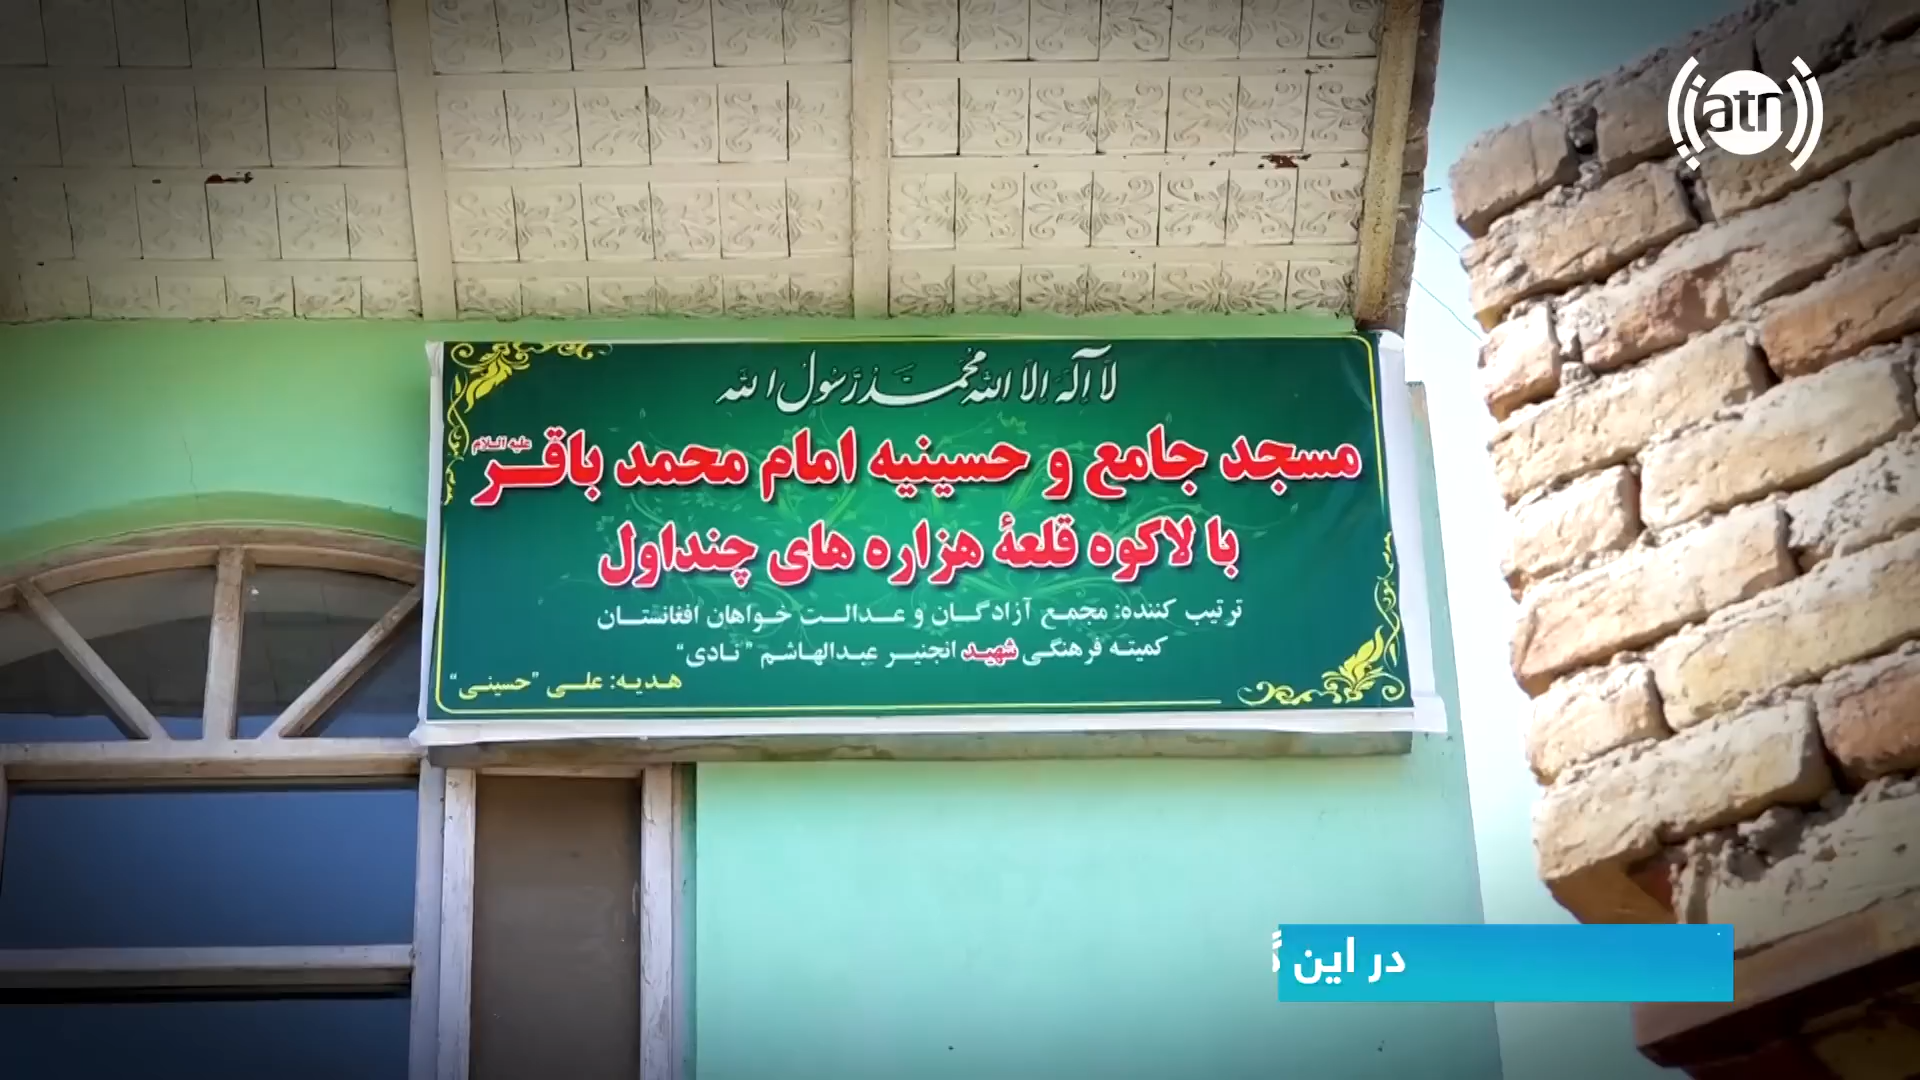 لا اله الا الله محمد رسول الله
مسجد جامع و حسینیه امام محمد باقر علیه السلام
با لاکوه قلعهٔ هزاره های چنداول
ترتیب کننده: مجمع آزادگان و عدالت خواهان افغانستان
کمیته فرهنگی شهید انجنیر عبدالهاشم "نادی"
هدیه: علی "حسینی"
atn
در این